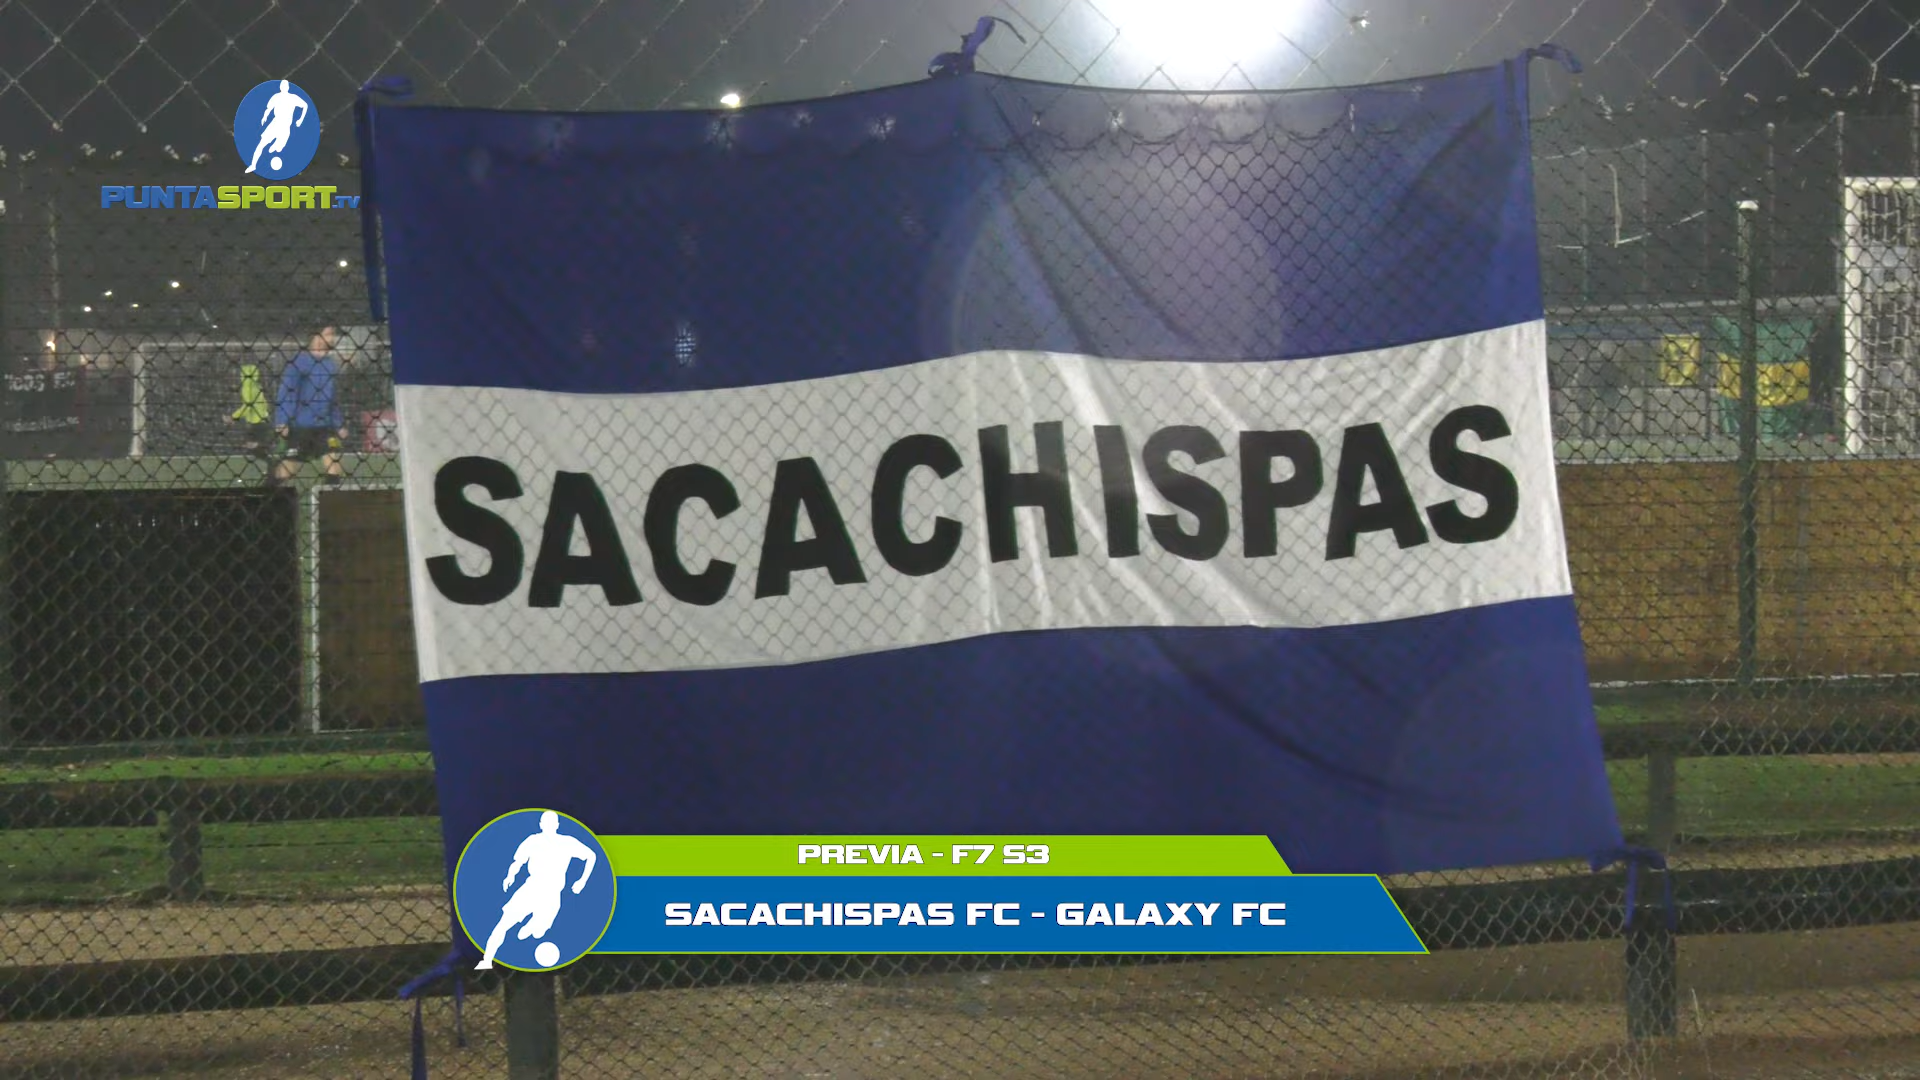 PUNTASPORT.TV
SACACHISPAS
PREVIA - F7 S3
SACACHISPAS FC - GALAXY FC